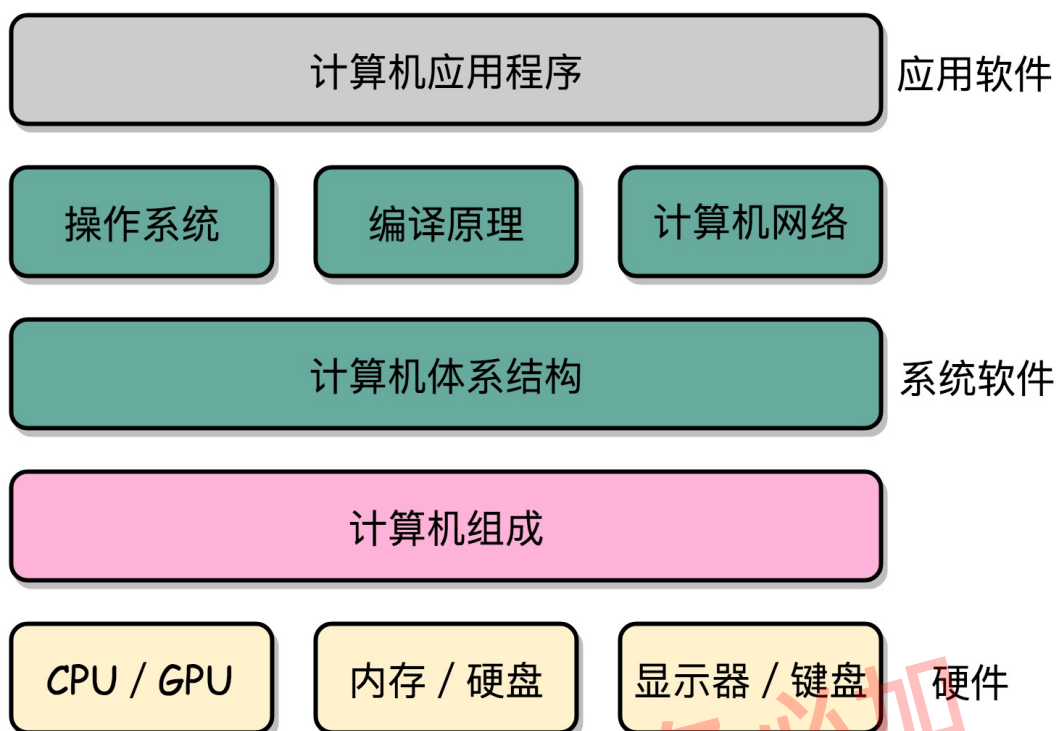 计算机应用程序 应用软件
操作系统 编译原理 计算机网络
计算机体系结构 系统软件
计算机组成
CPU / GPU 内存 / 硬盘 显示器 / 键盘 硬件
必加